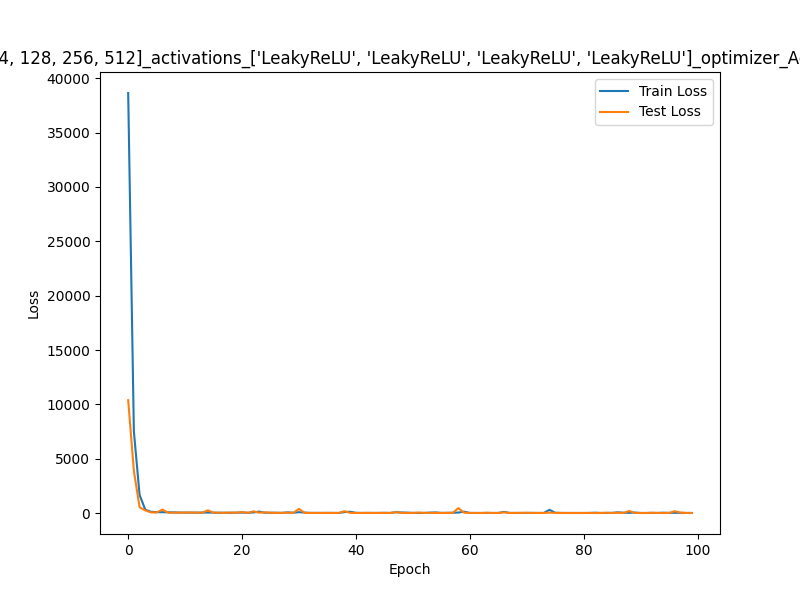 4, 128, 256, 512]_activations_['LeakyReLU', 'LeakyReLU', 'LeakyReLU', 'LeakyReLU']_optimizer_A
40000
35000
30000
25000
20000
15000
10000
5000
0
Loss
Train Loss
Test Loss
0 20 40 60 80 100
Epoch